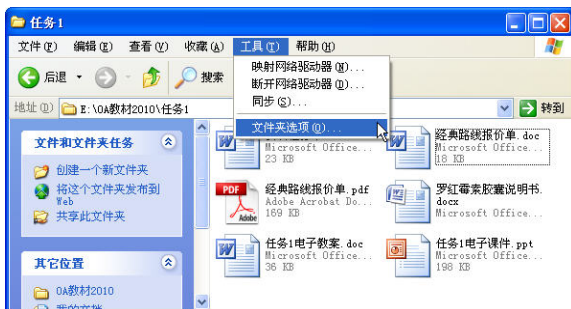 任务1
文件(F) 编辑(E) 查看(V) 收藏(A) 工具(T) 帮助(H)
映射网络驱动器(N)...
断开网络驱动器(D)...
同步(S)...
文件夹选项(O)...
后退
搜索
地址(D) E:\OA教材2010\任务1
转到
文件和文件夹任务
创建一个新文件夹
将这个文件夹发布到
Web
共享此文件夹
其它位置
OA教材2010
我的文档
Microsoft Office...
23 KB
经典路线报价单.doc
Microsoft Office...
18 KB
PDF
Adobe
经典路线报价单.pdf
Adobe Acrobat Do...
169 KB
罗红霉素胶囊说明书.
docx
Microsoft Office...
任务1电子教案.doc
Microsoft Office...
36 KB
任务1电子课件.ppt
Microsoft Office...
198 KB